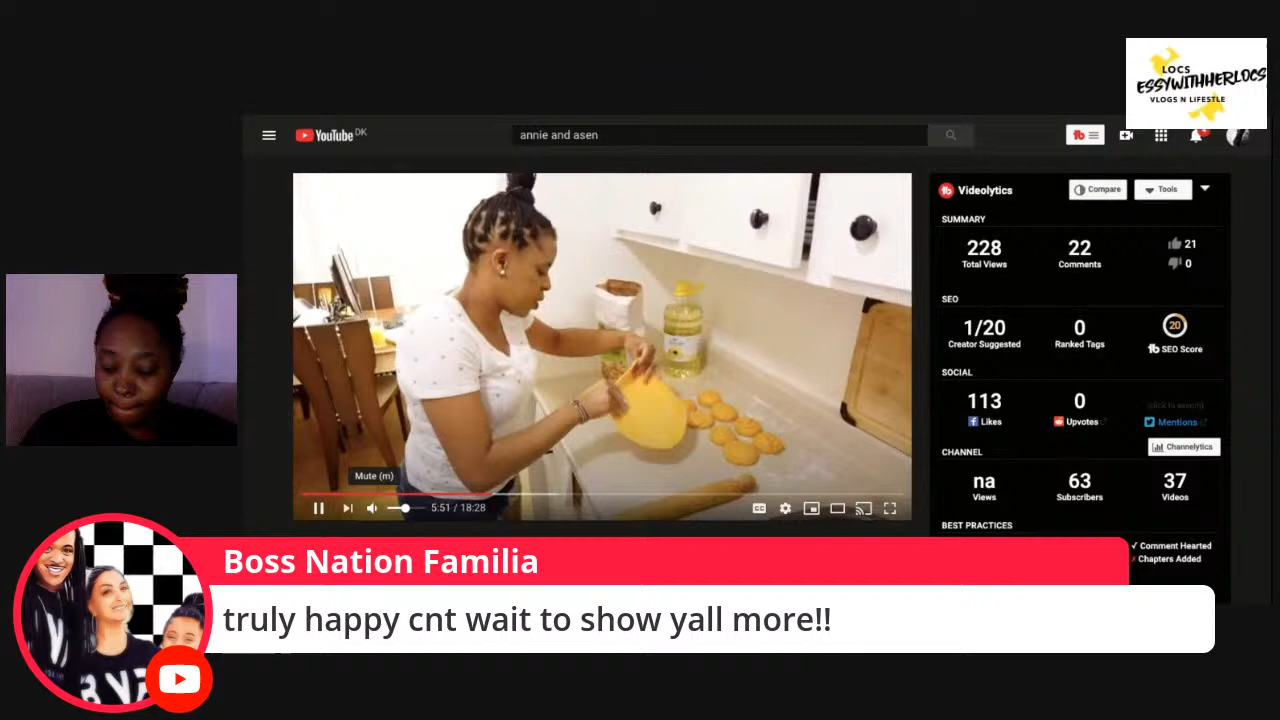 LOCS
ESSYWITHHERLOCS
VLOGS N LIFESTLE
YouTube DK
annie and asen
Videolytics
Compare
Tools
SUMMARY
228
22
21
Total Views
Comments
0
SEO
1/20
0
20
Creator Suggested
Ranked Tags
SEO Score
SOCIAL
113
0
(click to search)
Likes
Upvotes
Mentions
Channelytics
CHANNEL
na
63
37
Views
Subscribers
Videos
BEST PRACTICES
✓ Comment Hearted
✗ Chapters Added
Mute (m)
5:51 / 18:28
Boss Nation Familia
truly happy cnt wait to show yall more!!